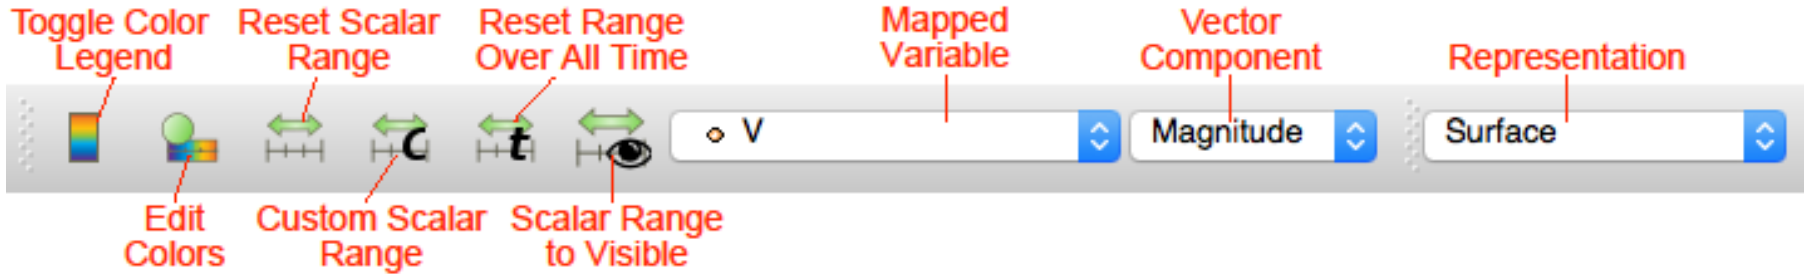 Toggle Color
Legend
Reset Scalar
Range
Reset Range
Over All Time
Mapped
Variable
Vector
Component
Representation
C
t
V
Magnitude
Surface
Edit
Colors
Custom Scalar
Range
Scalar Range
to Visible